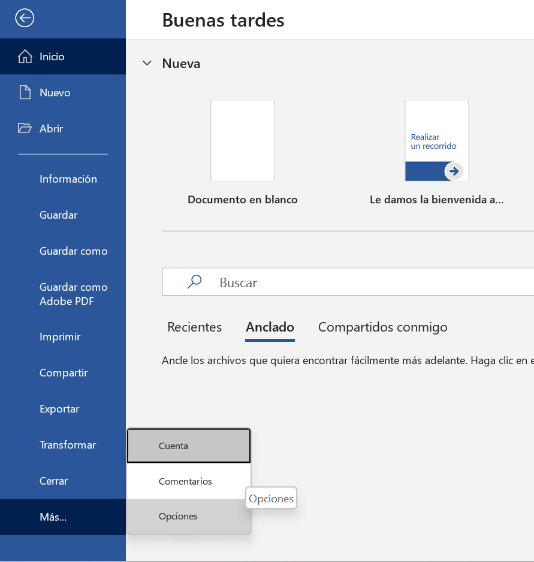 Buenas tardes
Inicio
Nuevo
Abrir
Información
Guardar
Guardar como
Guardar como
Adobe PDF
Imprimir
Compartir
Exportar
Transformar
Cerrar
Más...
Nueva
Realizar
un recorrido
Documento en blanco
Le damos la bienvenida a...
Buscar
Recientes
Anclado
Compartidos conmigo
Ancle los archivos que quiera encontrar fácilmente más adelante. Haga clic en e
Cuenta
Comentarios
Opciones
Opciones